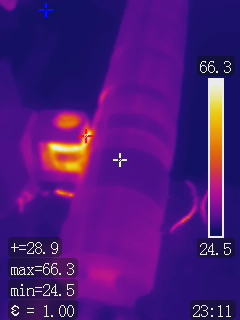 66.3
24.5
+=28.9
max=66.3
min=24.5
ε = 1.00
23:11